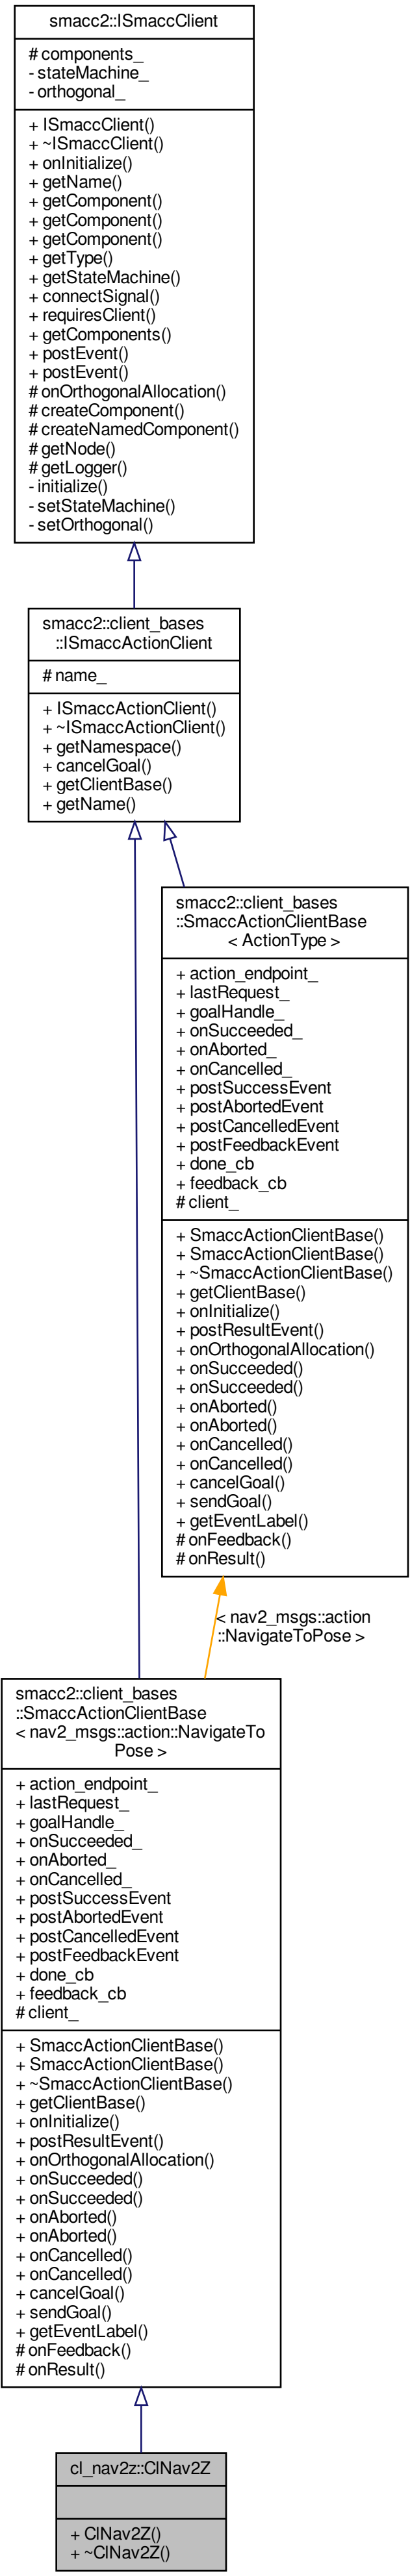 smacc2::ISmaccClient
# components_
- stateMachine_
- orthogonal_
+ ISmaccClient()
+ ~ISmaccClient()
+ onInitialize()
+ getName()
+ getComponent()
+ getComponent()
+ getComponent()
+ getType()
+ getStateMachine()
+ connectSignal()
+ requiresClient()
+ getComponents()
+ postEvent()
+ postEvent()
# onOrthogonalAllocation()
# createComponent()
# createNamedComponent()
# getNode()
# getLogger()
- initialize()
- setStateMachine()
- setOrthogonal()
smacc2::client_bases
::ISmaccActionClient
# name_
+ ISmaccActionClient()
+ ~ISmaccActionClient()
+ getNamespace()
+ cancelGoal()
+ getClientBase()
+ getName()
smacc2::client_bases
::SmaccActionClientBase
< ActionType >
+ action_endpoint_
+ lastRequest_
+ goalHandle_
+ onSucceeded_
+ onAborted_
+ onCancelled_
+ postSuccessEvent
+ postAbortedEvent
+ postCancelledEvent
+ postFeedbackEvent
+ done_cb
+ feedback_cb
# client_
+ SmaccActionClientBase()
+ SmaccActionClientBase()
+ ~SmaccActionClientBase()
+ getClientBase()
+ onInitialize()
+ postResultEvent()
+ onOrthogonalAllocation()
+ onSucceeded()
+ onSucceeded()
+ onAborted()
+ onAborted()
+ onCancelled()
+ onCancelled()
+ cancelGoal()
+ sendGoal()
+ getEventLabel()
# onFeedback()
# onResult()
< nav2_msgs::action
::NavigateToPose >
smacc2::client_bases
::SmaccActionClientBase
< nav2_msgs::action::NavigateTo
Pose >
+ action_endpoint_
+ lastRequest_
+ goalHandle_
+ onSucceeded_
+ onAborted_
+ onCancelled_
+ postSuccessEvent
+ postAbortedEvent
+ postCancelledEvent
+ postFeedbackEvent
+ done_cb
+ feedback_cb
# client_
+ SmaccActionClientBase()
+ SmaccActionClientBase()
+ ~SmaccActionClientBase()
+ getClientBase()
+ onInitialize()
+ postResultEvent()
+ onOrthogonalAllocation()
+ onSucceeded()
+ onSucceeded()
+ onAborted()
+ onAborted()
+ onCancelled()
+ onCancelled()
+ cancelGoal()
+ sendGoal()
+ getEventLabel()
# onFeedback()
# onResult()
cl_nav2z::ClNav2Z
+ ClNav2Z()
+ ~ClNav2Z()